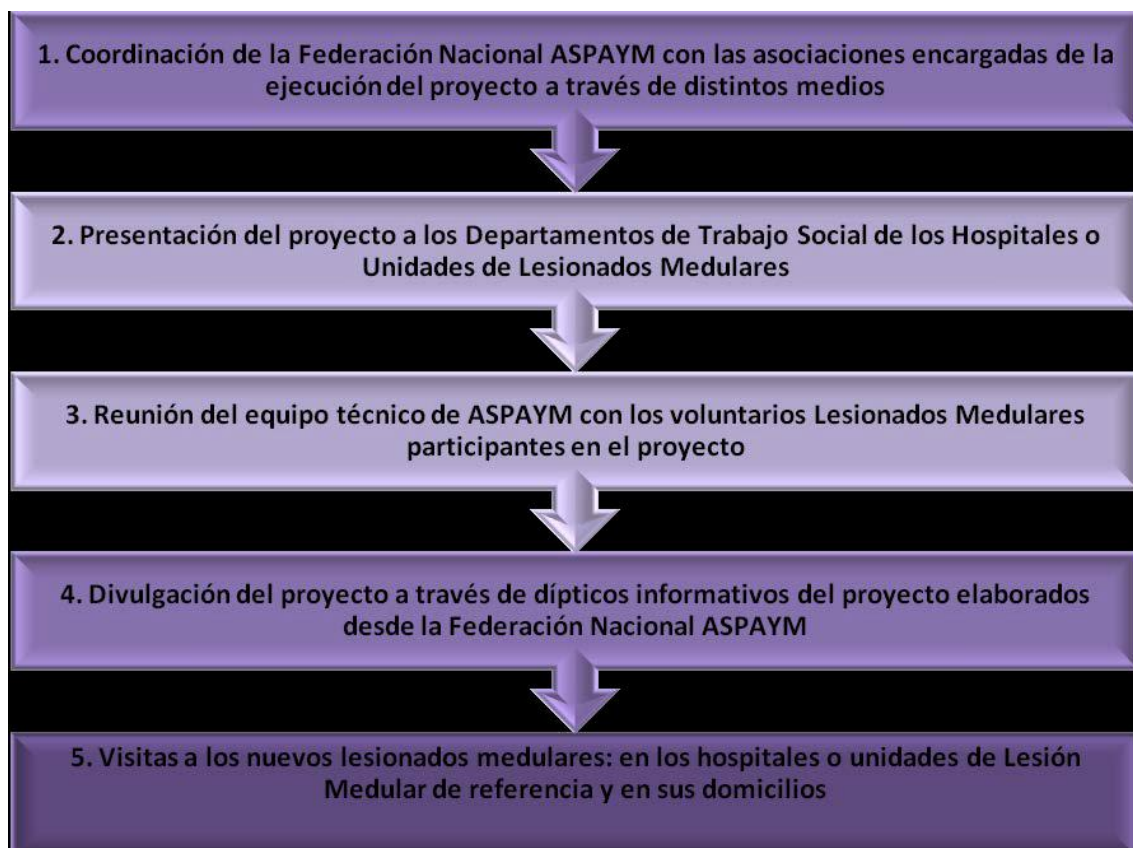 1. Coordinación de la Federación Nacional ASPAYM con las asociaciones encargadas de la
ejecución del proyecto a través de distintos medios
2. Presentación del proyecto a los Departamentos de Trabajo Social de los Hospitales o
Unidades de Lesionados Medulares
3. Reunión del equipo técnico de ASPAYM con los voluntarios Lesionados Medulares
participantes en el proyecto
4. Divulgación del proyecto a través de dípticos informativos del proyecto elaborados
desde la Federación Nacional ASPAYM
5. Visitas a los nuevos lesionados medulares: en los hospitales o unidades de Lesión
Medular de referencia y en sus domicilios